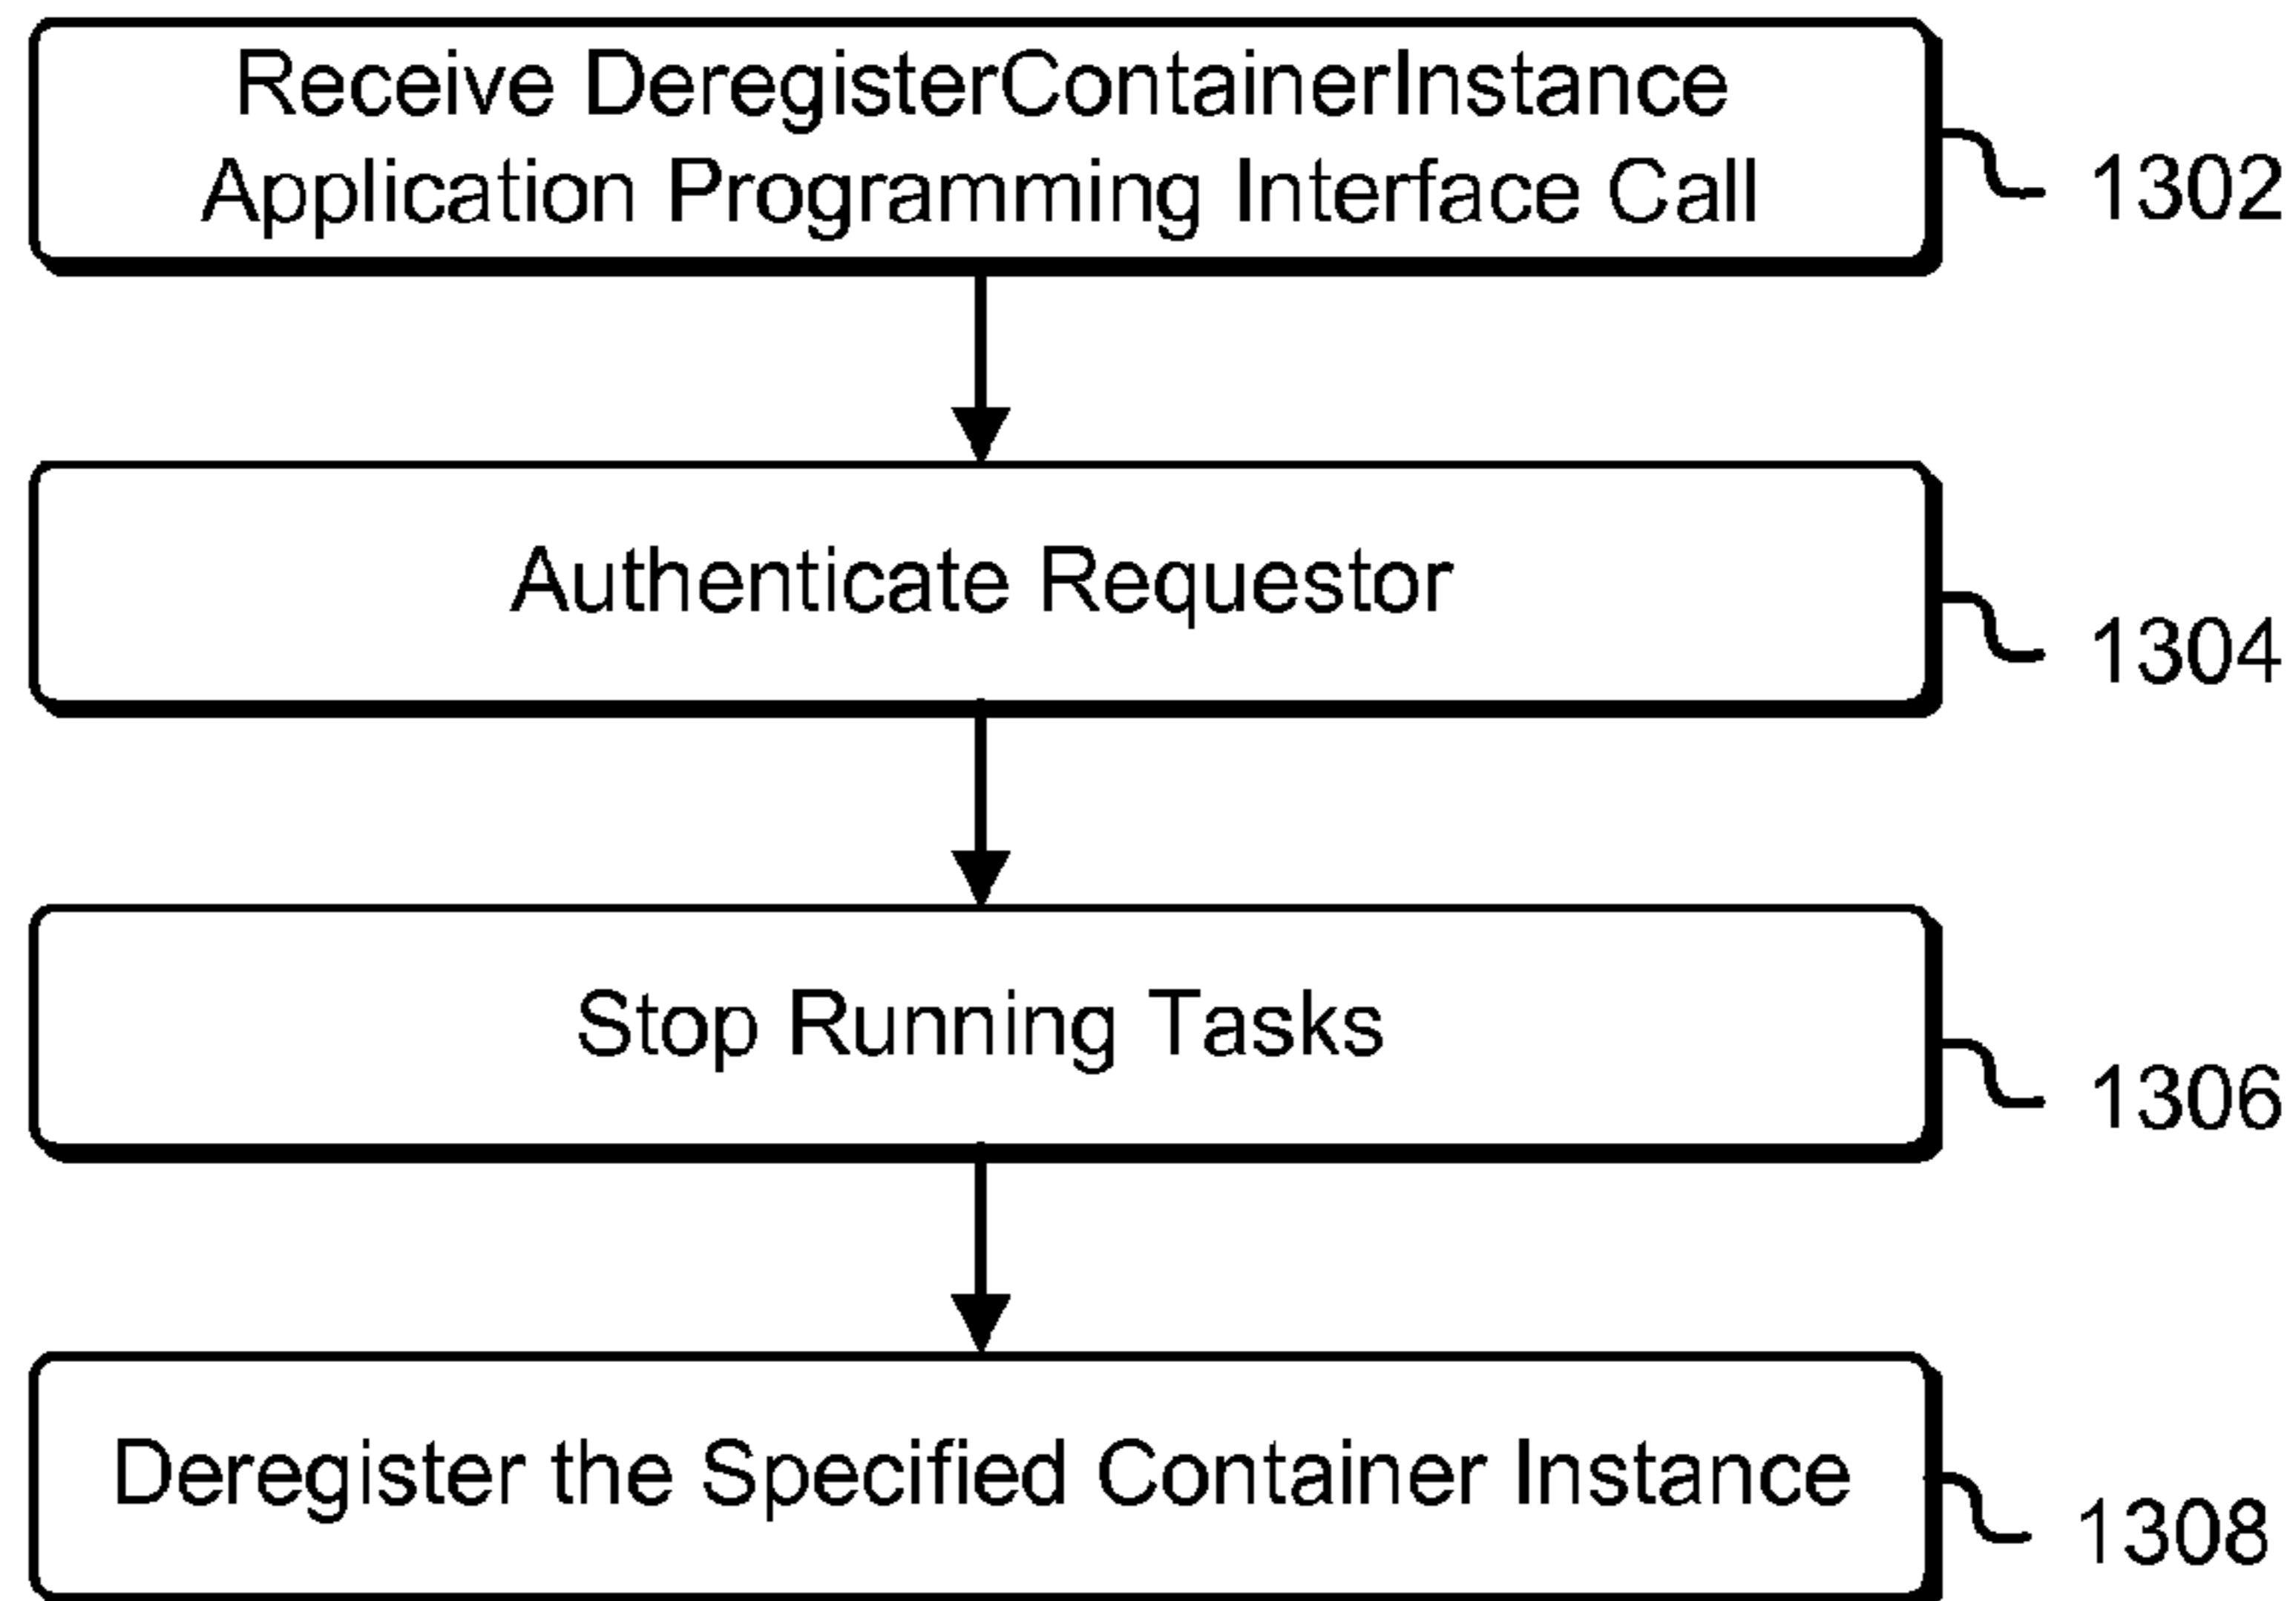 Receive DeregisterContainerInstance
Application Programming Interface Call
1302
Authenticate Requestor
1304
Stop Running Tasks
1306
Deregister the Specified Container Instance
1308